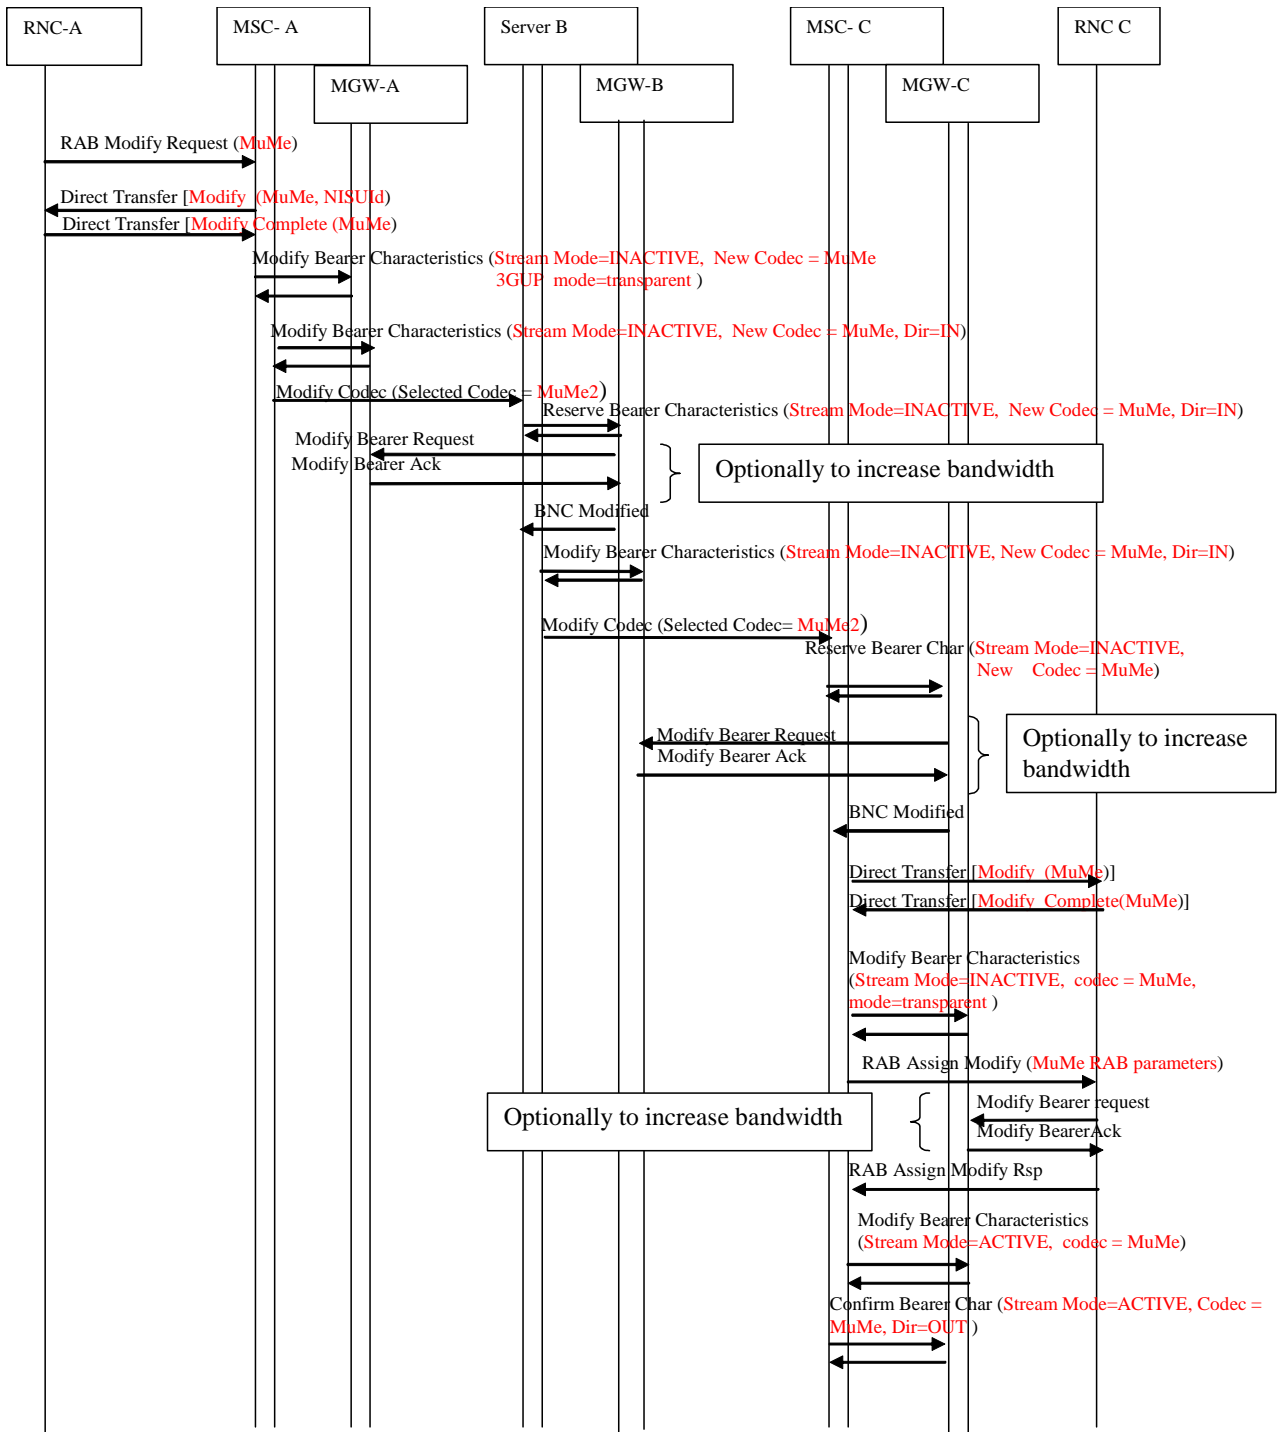 RNC-A
MSC- A
Server B
MSC- C
RNC C
MGW-A
MGW-B
MGW-C
RAB Modify Request (MuMe)
Direct Transfer [Modify (MuMe, NISUId)
Direct Transfer [Modify Complete (MuMe)
Modify Bearer Characteristics (Stream Mode=INACTIVE, New Codec = MuMe
3GUP mode=transparent )
Modify Bearer Characteristics (Stream Mode=INACTIVE, New Codec = MuMe, Dir=IN)
Modify Codec (Selected Codec = MuMe2)
Reserve Bearer Characteristics (Stream Mode=INACTIVE, New Codec = MuMe, Dir=IN)
Modify Bearer Request
Modify Bearer Ack
Optionally to increase bandwidth
BNC Modified
Modify Bearer Characteristics (Stream Mode=INACTIVE, New Codec = MuMe, Dir=IN)
Modify Codec (Selected Codec= MuMe2)
Reserve Bearer Char (Stream Mode=INACTIVE,
New Codec = MuMe)
Modify Bearer Request
Modify Bearer Ack
Optionally to increase
bandwidth
BNC Modified
Direct Transfer [Modify (MuMe)]
Direct Transfer [Modify Complete(MuMe)]
Modify Bearer Characteristics
(Stream Mode=INACTIVE, codec = MuMe,
mode=transparent )
RAB Assign Modify (MuMe RAB parameters)
Optionally to increase bandwidth
Modify Bearer request
Modify BearerAck
RAB Assign Modify Rsp
Modify Bearer Characteristics
(Stream Mode=ACTIVE, codec = MuMe)
Confirm Bearer Char (Stream Mode=ACTIVE, Codec =
MuMe, Dir=OUT )